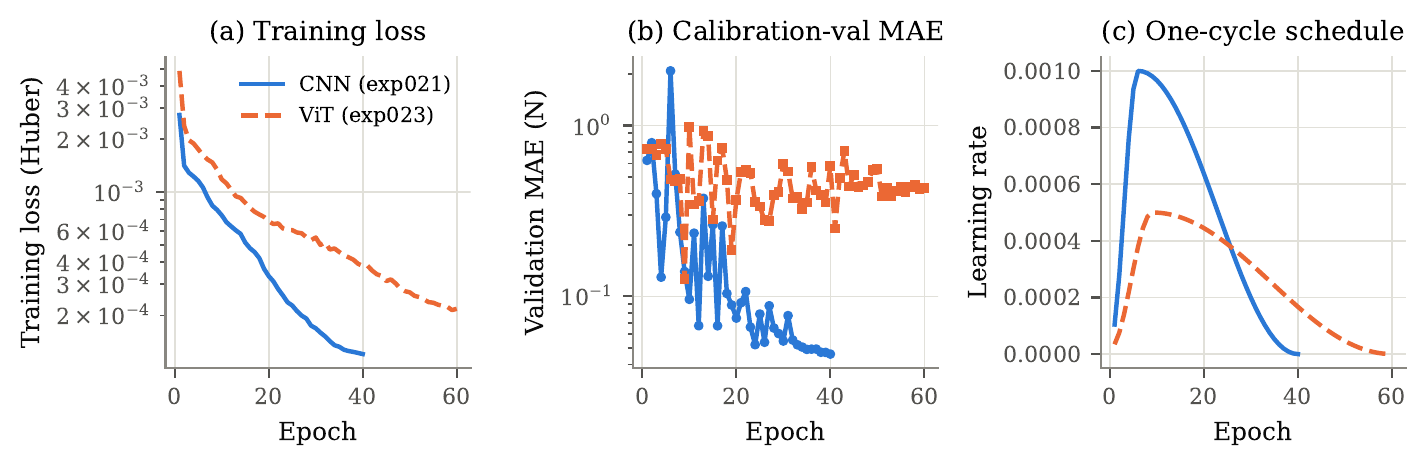 (a) Training loss
Training loss (Huber)
4 × 10⁻³
3 × 10⁻³
2 × 10⁻³
10⁻³
6 × 10⁻⁴
4 × 10⁻⁴
3 × 10⁻⁴
2 × 10⁻⁴
CNN (exp021)
ViT (exp023)
0 20 40 60
Epoch
(b) Calibration-val MAE
Validation MAE (N)
10⁰
10⁻¹
0 20 40 60
Epoch
(c) One-cycle schedule
Learning rate
0.0010
0.0008
0.0006
0.0004
0.0002
0.0000
0 20 40 60
Epoch